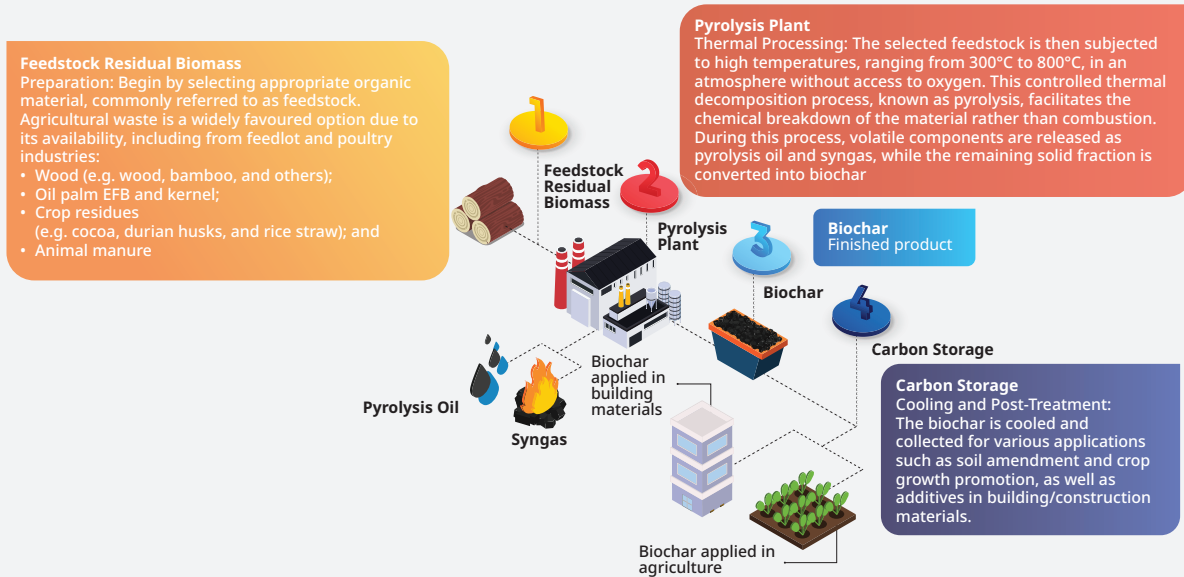 Feedstock Residual Biomass
Preparation: Begin by selecting appropriate organic
material, commonly referred to as feedstock.
Agricultural waste is a widely favoured option due to
its availability, including from feedlot and poultry
industries:
• Wood (e.g. wood, bamboo, and others);
• Oil palm EFB and kernel;
• Crop residues
(e.g. cocoa, durian husks, and rice straw); and
• Animal manure
Pyrolysis Plant
Thermal Processing: The selected feedstock is then subjected
to high temperatures, ranging from 300°C to 800°C, in an
atmosphere without access to oxygen. This controlled thermal
decomposition process, known as pyrolysis, facilitates the
chemical breakdown of the material rather than combustion.
During this process, volatile components are released as
pyrolysis oil and syngas, while the remaining solid fraction is
converted into biochar
1
Feedstock
Residual
Biomass
2
Pyrolysis
Plant
3
Biochar
Biochar
Finished product
4
Carbon Storage
Carbon Storage
Cooling and Post-Treatment:
The biochar is cooled and
collected for various applications
such as soil amendment and crop
growth promotion, as well as
additives in building/construction
materials.
Pyrolysis Oil
Syngas
Biochar
applied in
building
materials
Biochar applied in
agriculture